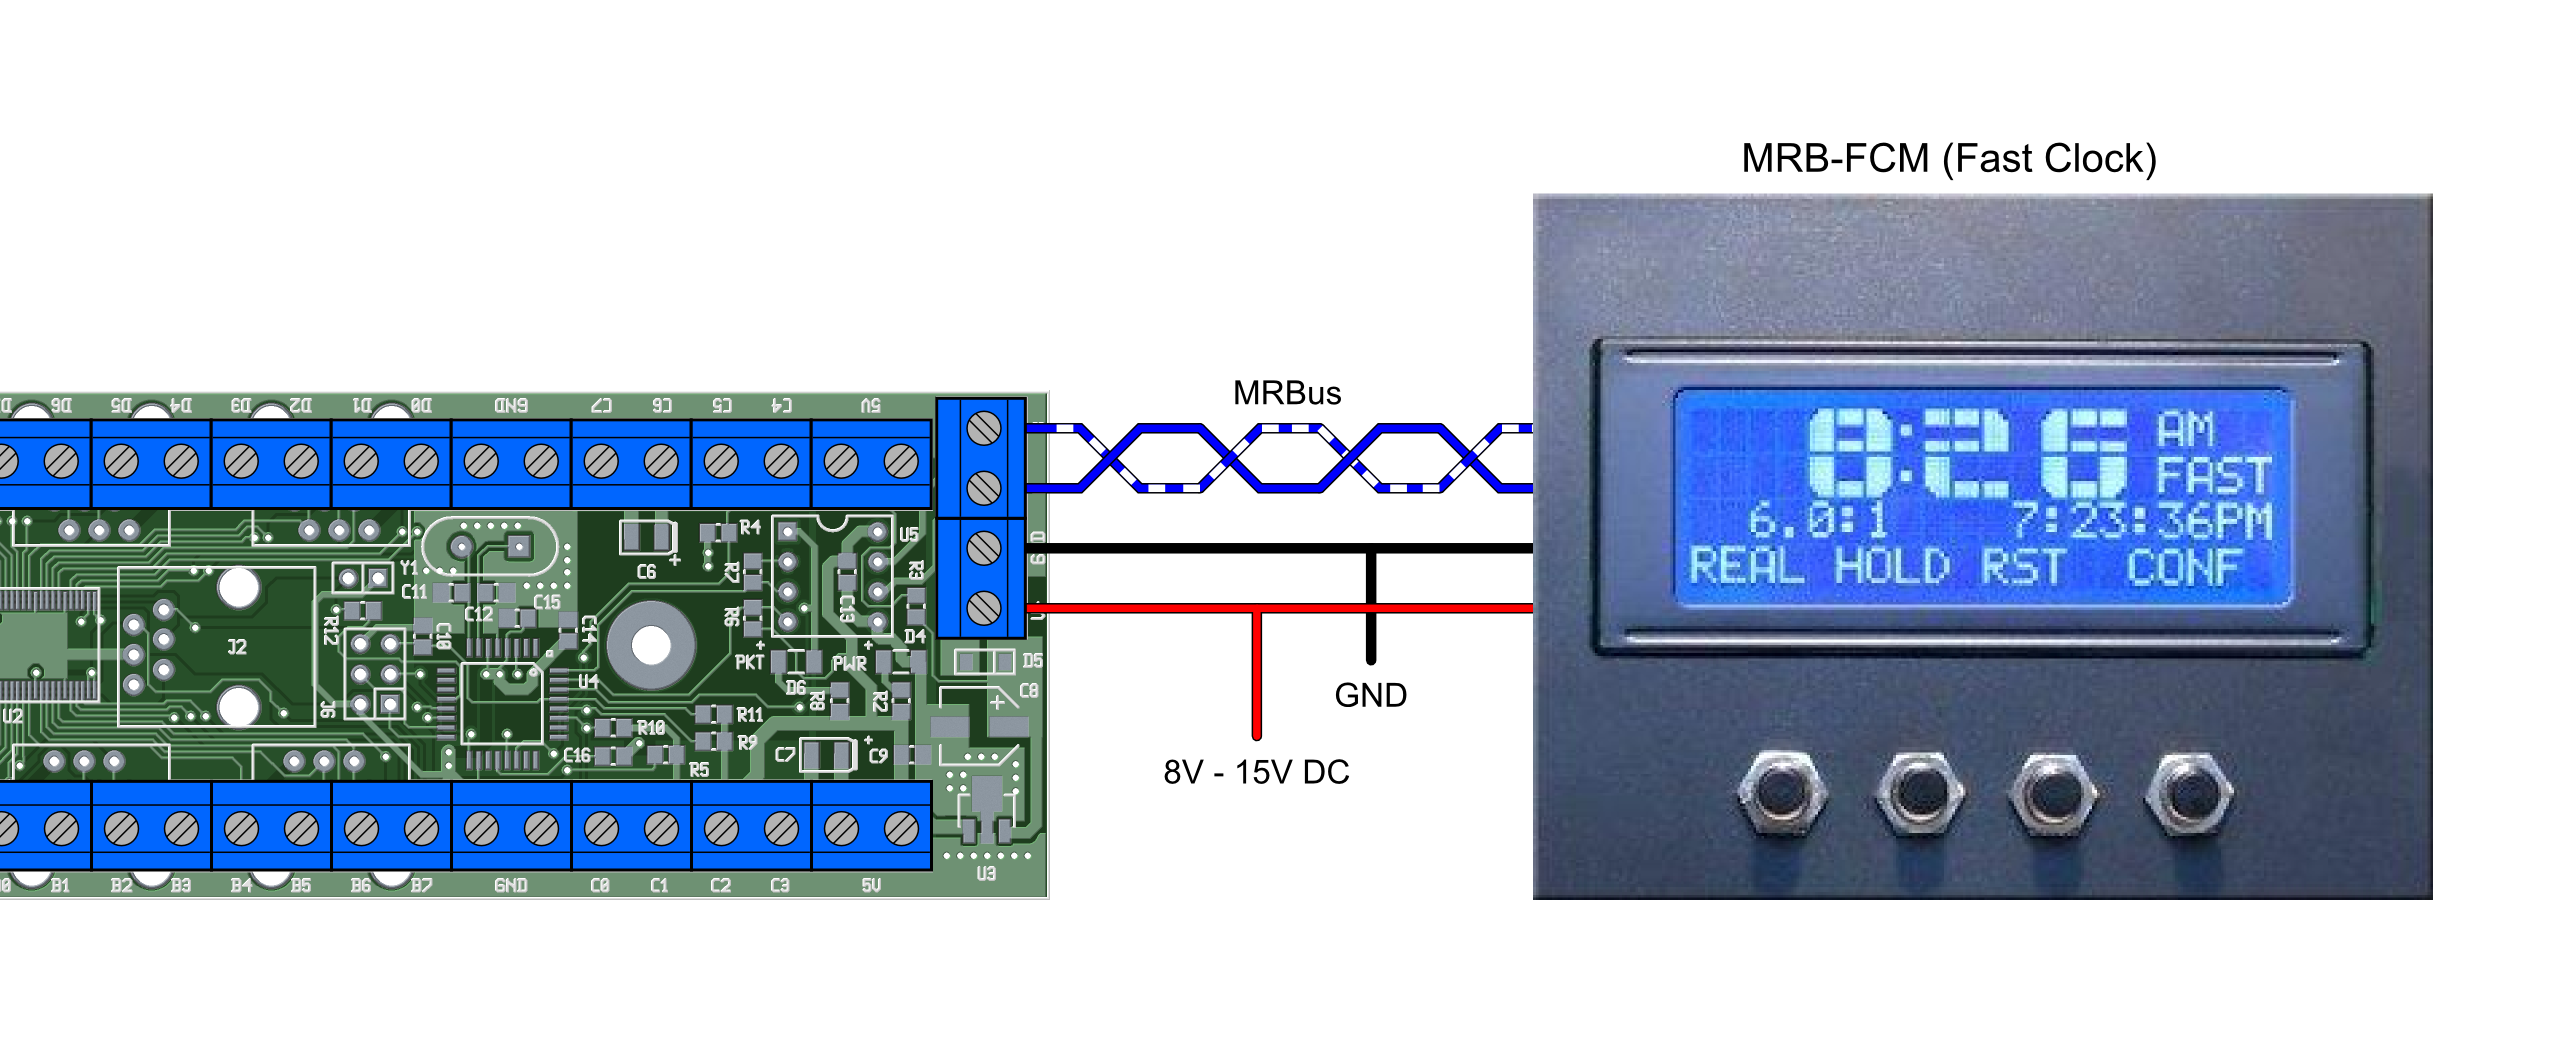 MRB-FCM (Fast Clock)
MRBus
8:26 AM
FAST
6.0:1 7:23:36PM
REAL HOLD RST CONF
GND
8V - 15V DC
D6 D5 D4 D3 D2 D1 D0 GND C7 C6 C5 C4 5V
R4 U5
C6
Y1
R7 R3
C11
C12 C15
C13
R12 C10 C14 R6
J2
D4
PKT PWR D5
U4 D6
C8
R8 R2
U2 J6
R10 R11
R9
C16 C7 C9
R5
U3
B1 B2 B3 B4 B5 B6 B7 GND C0 C1 C2 C3 5V